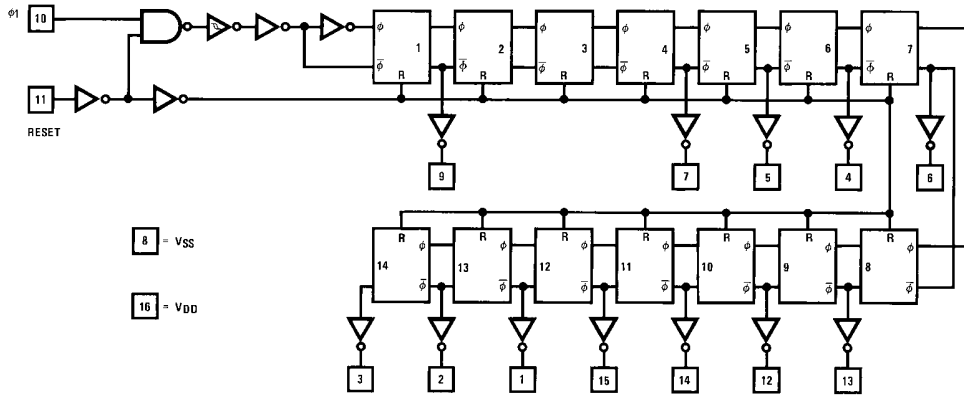 φ1 10
φ φ φ φ φ φ φ φ
1 2 3 4 5 6 7
φ̅ φ̅ φ̅ φ̅ φ̅ φ̅ φ̅
R R R R R R R
11
RESET
9 7 5 4 6
8 = VSS
R R R R R R R
φ φ φ φ φ φ φ
14 13 12 11 10 9 8
φ̅ φ̅ φ̅ φ̅ φ̅ φ̅ φ̅
16 = VDD
3 2 1 15 14 12 13